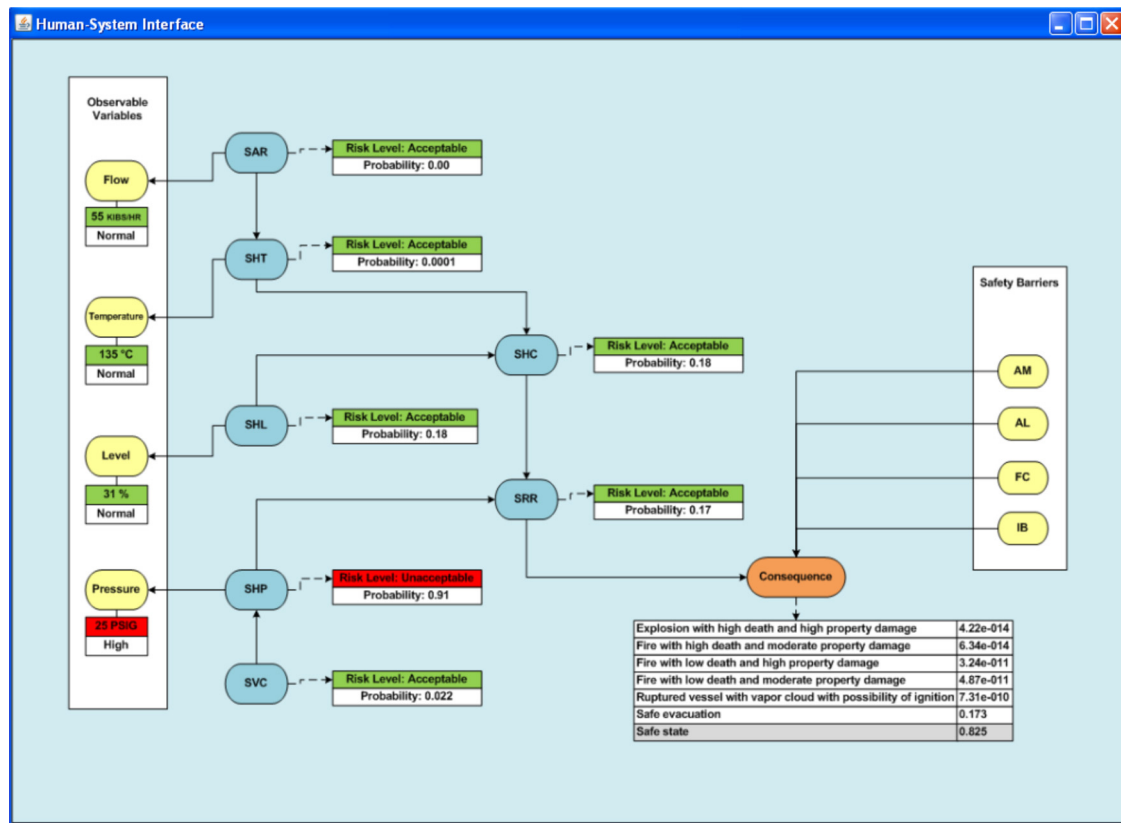 Human-System Interface
Observable
Variables
SAR
Risk Level: Acceptable
Probability: 0.00
Flow
55 KIBS/HR
Normal
SHT
Risk Level: Acceptable
Probability: 0.0001
Safety Barriers
Temperature
135 °C
Normal
SHC
Risk Level: Acceptable
Probability: 0.18
AM
SHL
Risk Level: Acceptable
Probability: 0.18
AL
Level
31 %
Normal
FC
SRR
Risk Level: Acceptable
Probability: 0.17
IB
Pressure
25 PSIG
High
SHP
Risk Level: Unacceptable
Probability: 0.91
Consequence
SVC
Risk Level: Acceptable
Probability: 0.022
Explosion with high death and high property damage 4.22e-014
Fire with high death and moderate property damage 6.34e-014
Fire with low death and high property damage 3.24e-011
Fire with low death and moderate property damage 4.87e-011
Ruptured vessel with vapor cloud with possibility of ignition 7.31e-010
Safe evacuation 0.173
Safe state 0.825